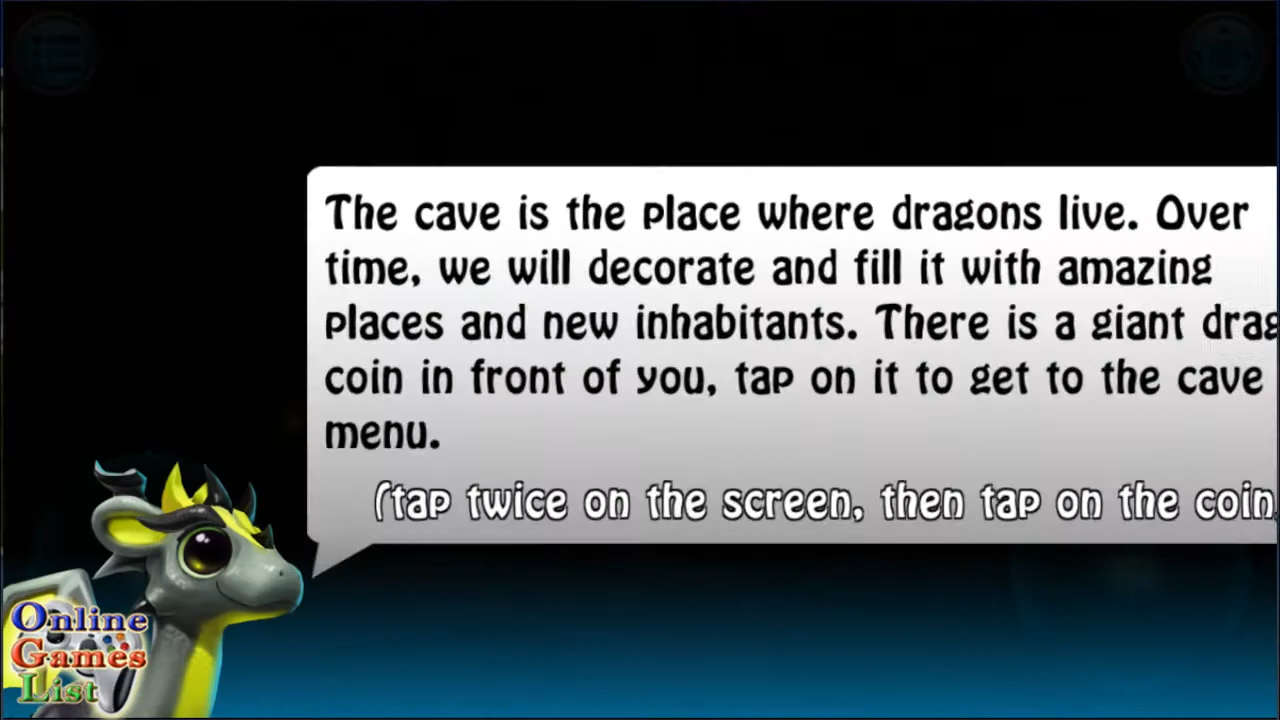 The cave is the place where dragons live. Over
time, we will decorate and fill it with amazing
places and new inhabitants. There is a giant drag
coin in front of you, tap on it to get to the cave
menu.
(tap twice on the screen, then tap on the coin
Online
Games
List